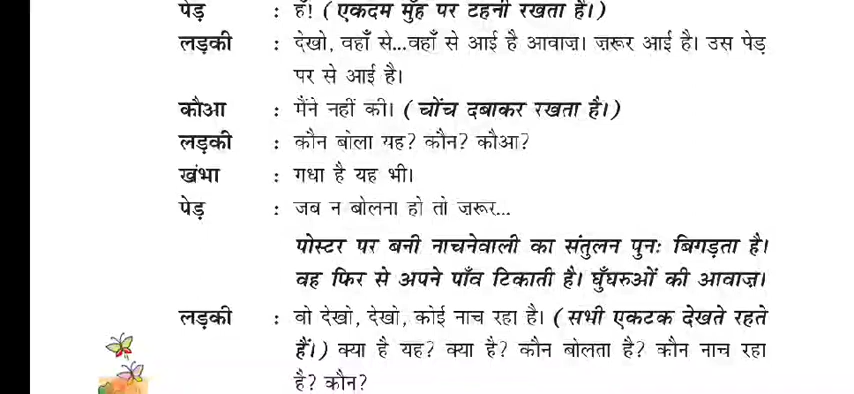 पेड़ : हँ! (एकदम मुँह पर टहनी रखता है।)
लड़की : देखो, वहाँ से...वहाँ से आई है आवाज़। ज़रूर आई है। उस पेड़
पर से आई है।
कौआ : मैंने नहीं की। (चोंच दबाकर रखता है।)
लड़की : कौन बोला यह? कौन? कौआ?
खंभा : गधा है यह भी।
पेड़ : जब न बोलना हो तो ज़रूर...
पोस्टर पर बनी नाचनेवाली का संतुलन पुनः बिगड़ता है।
वह फिर से अपने पाँव टिकाती है। घुँघरुओं की आवाज़।
लड़की : वो देखो, देखो, कोई नाच रहा है। (सभी एकटक देखते रहते
हैं।) क्या है यह? क्या है? कौन बोलता है? कौन नाच रहा
है? कौन?